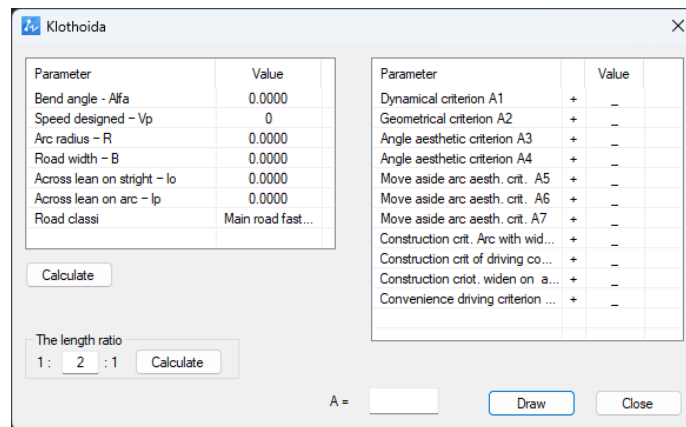 Klothoida
Parameter Value
Bend angle - Alfa 0.0000
Speed designed – Vp 0
Arc radius – R 0.0000
Road width – B 0.0000
Across lean on stright – Io 0.0000
Across lean on arc – Ip 0.0000
Road classi Main road fast...
Calculate
The length ratio
1 : 2 : 1 Calculate
Parameter Value
Dynamical criterion A1 + _
Geometrical criterion A2 + _
Angle aesthetic criterion A3 + _
Angle aesthetic criterion A4 + _
Move aside arc aesth. crit. A5 + _
Move aside arc aesth. crit. A6 + _
Move aside arc aesth. crit. A7 + _
Construction crit. Arc with wid... + _
Construction crit of driving co... + _
Construction criot. widen on a... + _
Convenience driving criterion ... + _
A =
Draw Close